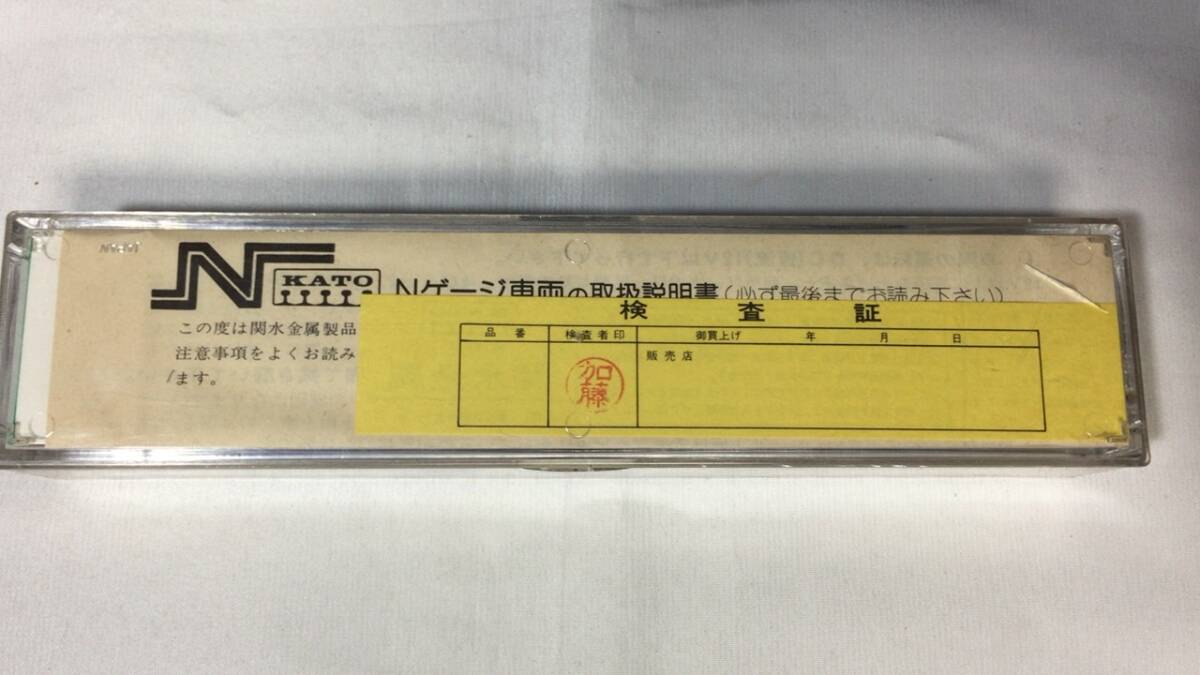 N
KATO
Nゲージ車両の取扱説明書(必ず最後までお読み下さい)
この度は関水金属製品
注意事項をよくお読み
ます。
検査証
品番 検査者印 御買上げ 年 月 日
加藤
販売店